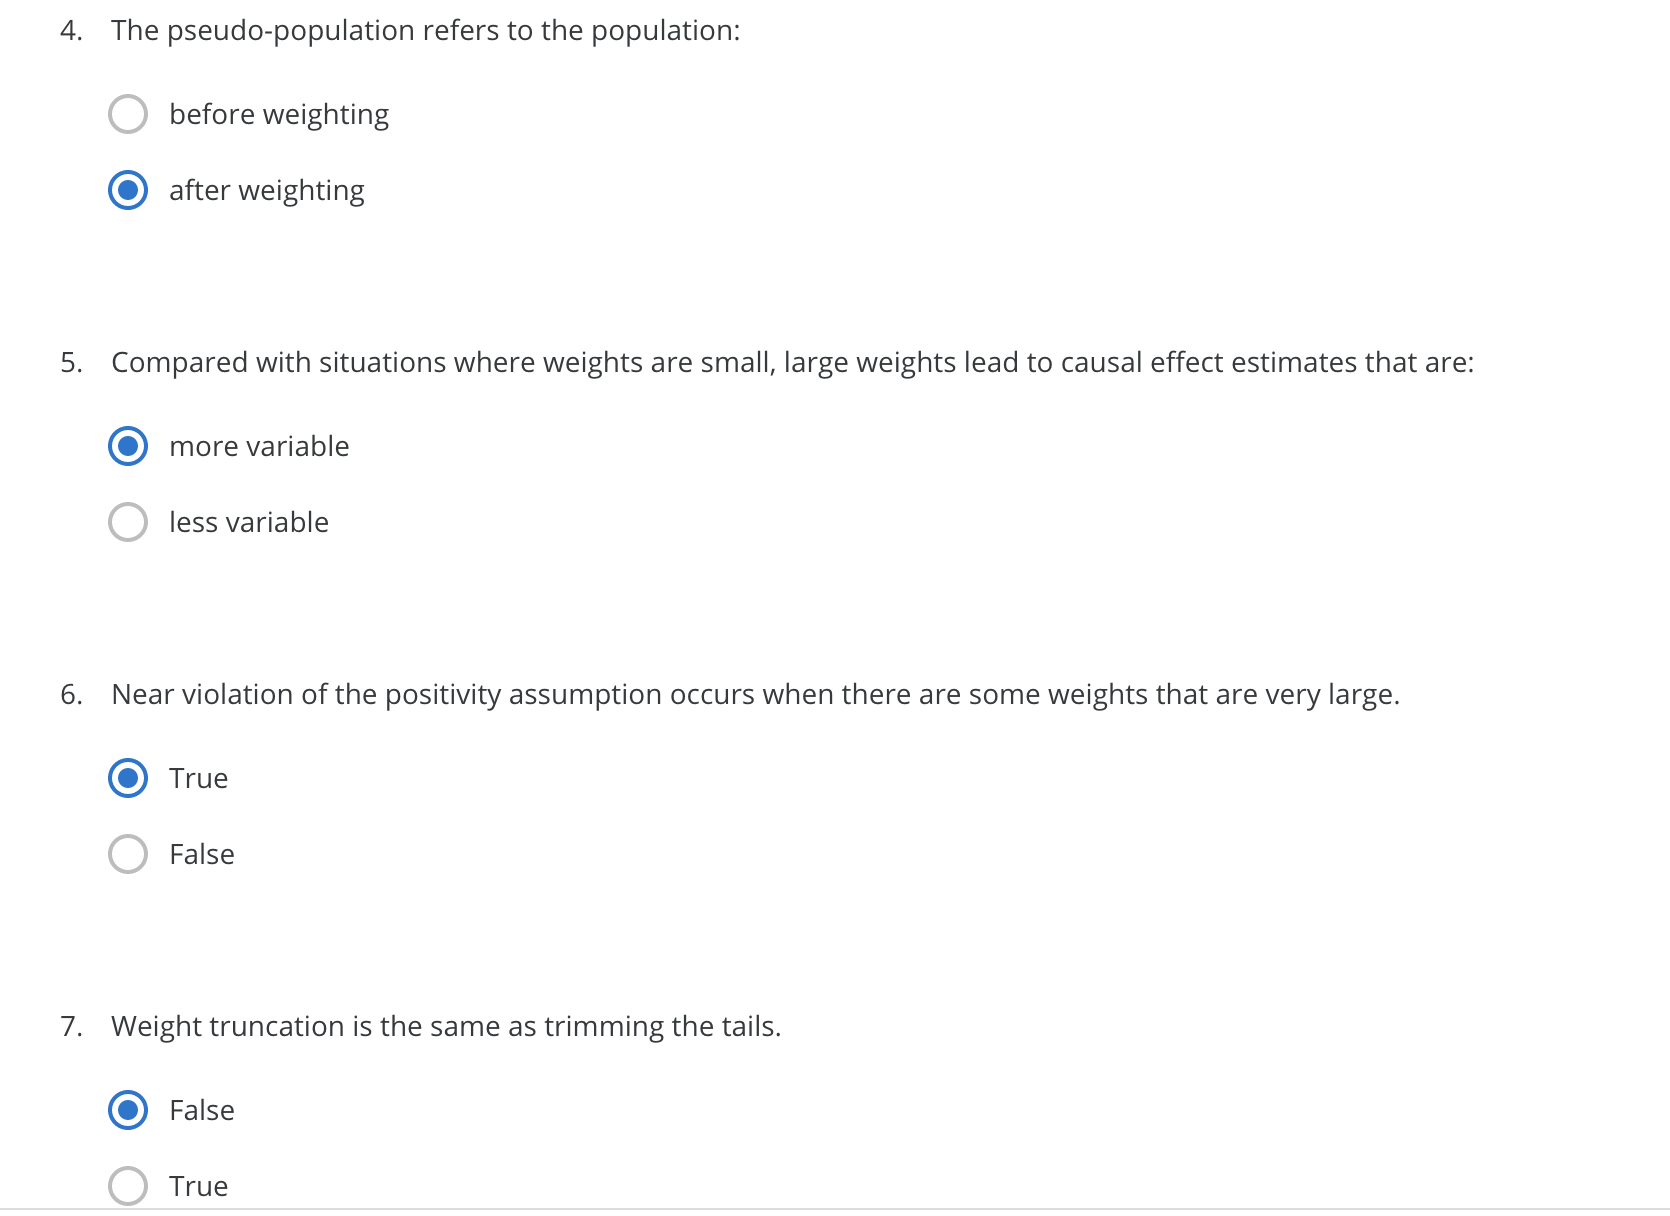 4. The pseudo-population refers to the population:
before weighting
after weighting
5. Compared with situations where weights are small, large weights lead to causal effect estimates that are:
more variable
less variable
6. Near violation of the positivity assumption occurs when there are some weights that are very large.
True
False
7. Weight truncation is the same as trimming the tails.
False
True